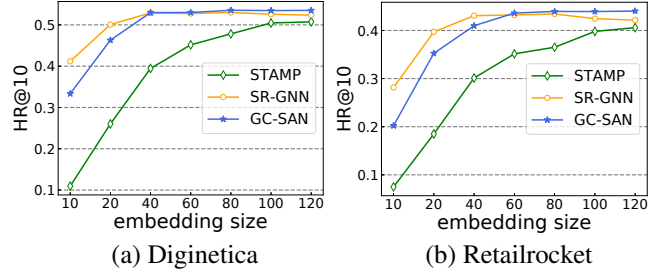 HR@10
0.5
0.4
0.3
0.2
0.1
STAMP
SR-GNN
GC-SAN
10 20 40 60 80 100 120
embedding size
(a) Diginetica
HR@10
0.4
0.3
0.2
0.1
STAMP
SR-GNN
GC-SAN
10 20 40 60 80 100 120
embedding size
(b) Retailrocket